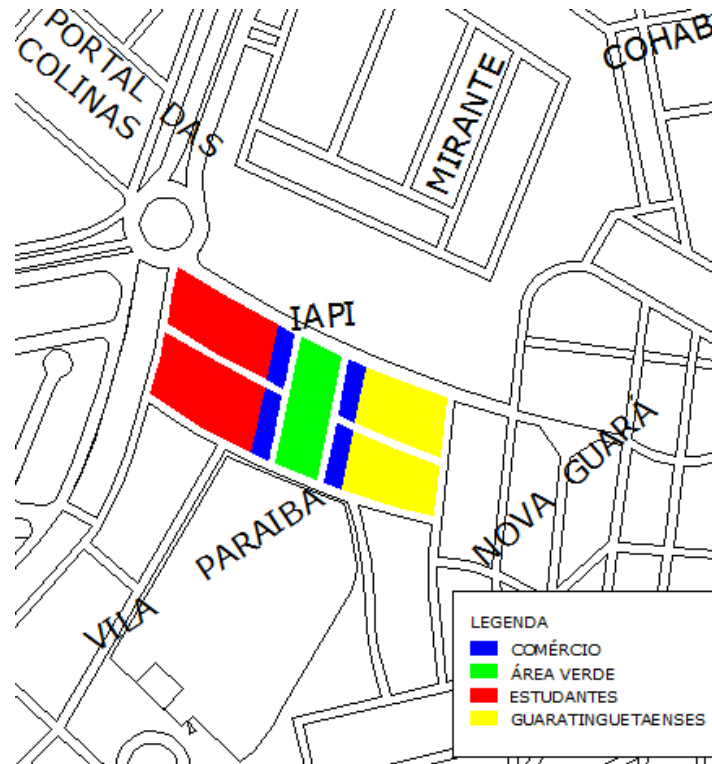 PORTAL
COLINAS
DAS
MIRANTE
COHAB
IAPI
NOVA GUARÁ
VILA
PARAIBA
LEGENDA
COMÉRCIO
ÁREA VERDE
ESTUDANTES
GUARATINGUETAENSES